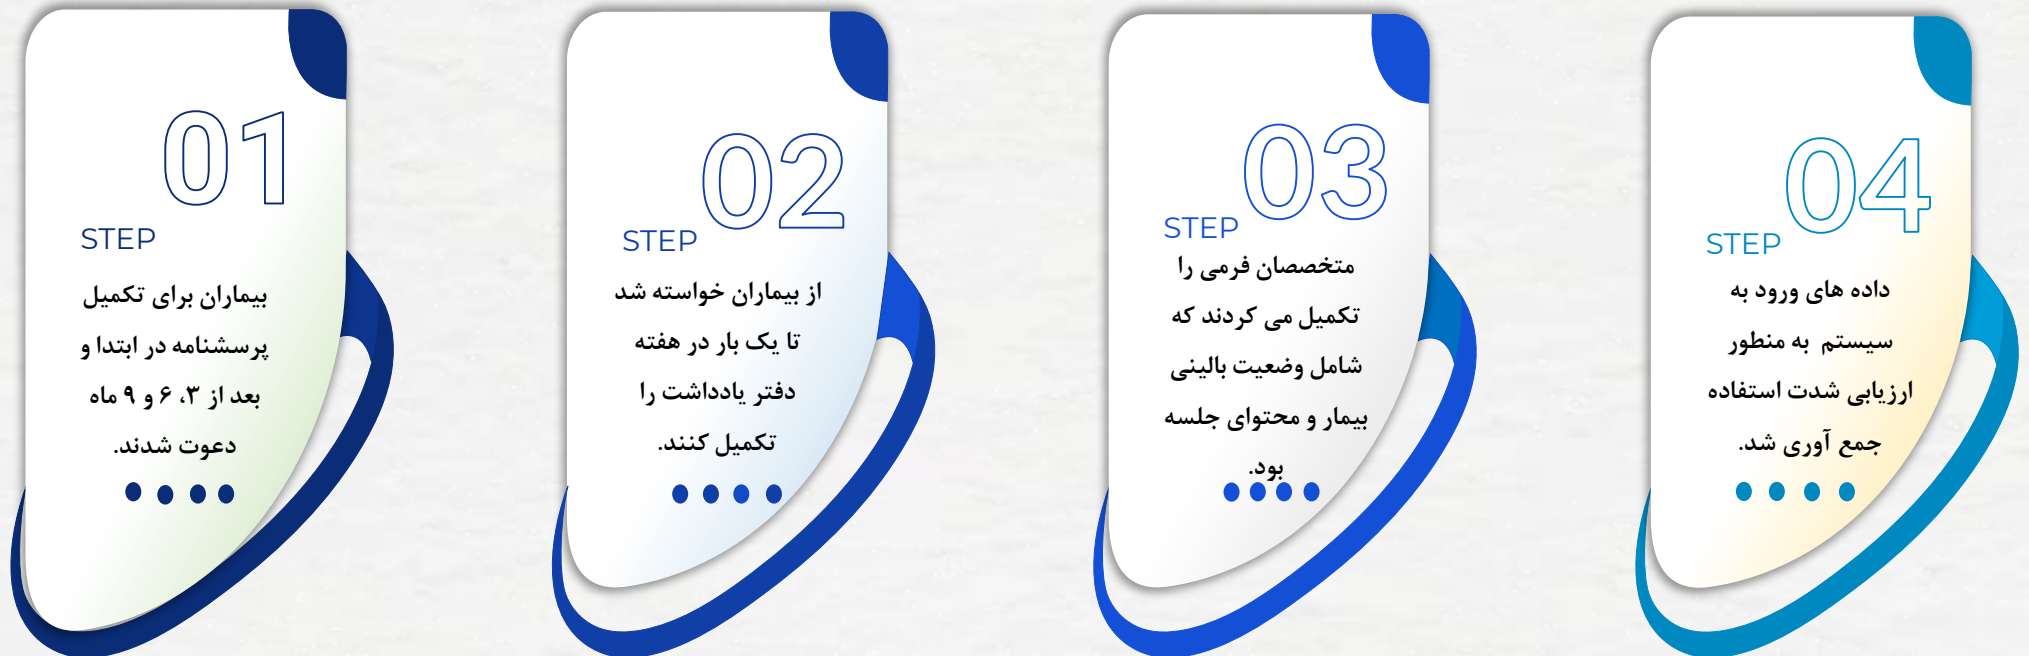 01
STEP
بیماران برای تکمیل
پرسشنامه در ابتدا و
بعد از ۳، ۶ و ۹ ماه
دعوت شدند.
02
STEP
از بیماران خواسته شد
تا یک بار در هفته
دفتر یادداشت را
تکمیل کنند.
03
STEP
متخصصان فرمی را
تکمیل می کردند که
شامل وضعیت بالینی
بیمار و محتوای جلسه
بود.
04
STEP
داده های ورود به
سیستم به منطور
ارزیابی شدت استفاده
جمع آوری شد.